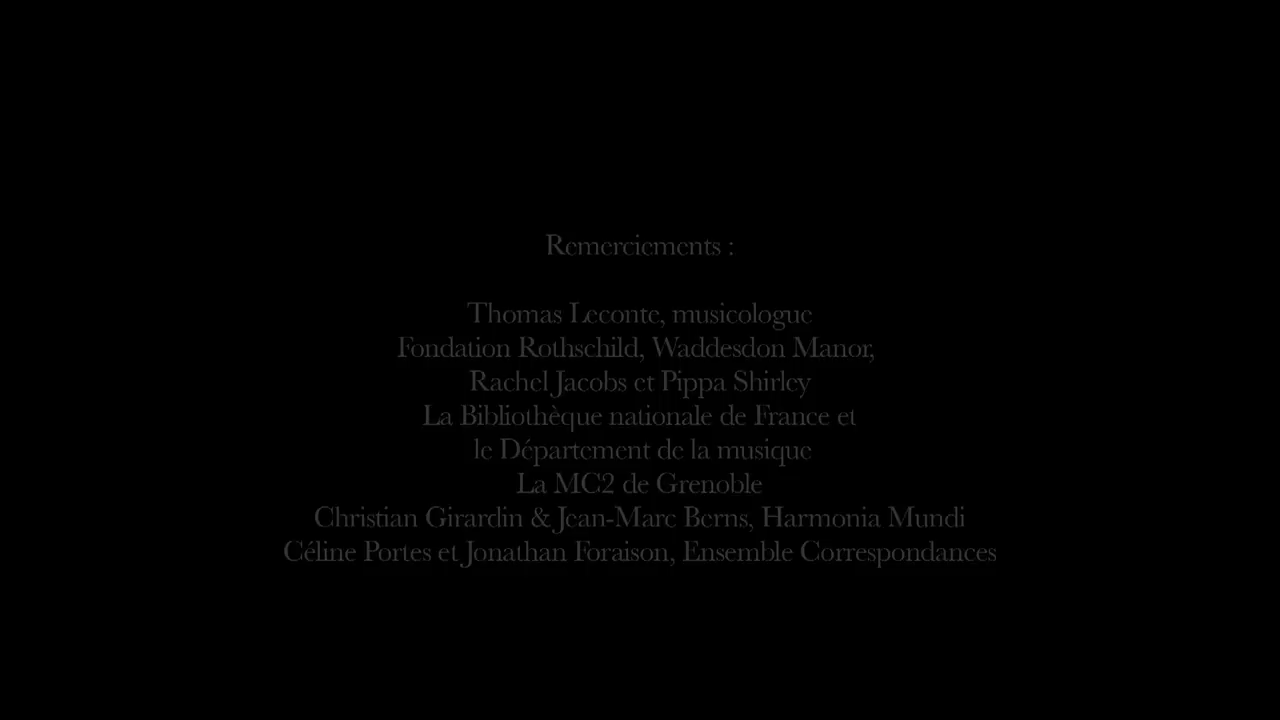 Remerciements :
Thomas Leconte, musicologue
Fondation Rothschild, Waddesdon Manor,
Rachel Jacobs et Pippa Shirley
La Bibliothèque nationale de France et
le Département de la musique
La MC2 de Grenoble
Christian Girardin & Jean-Marc Berns, Harmonia Mundi
Céline Portes et Jonathan Foraison, Ensemble Correspondances